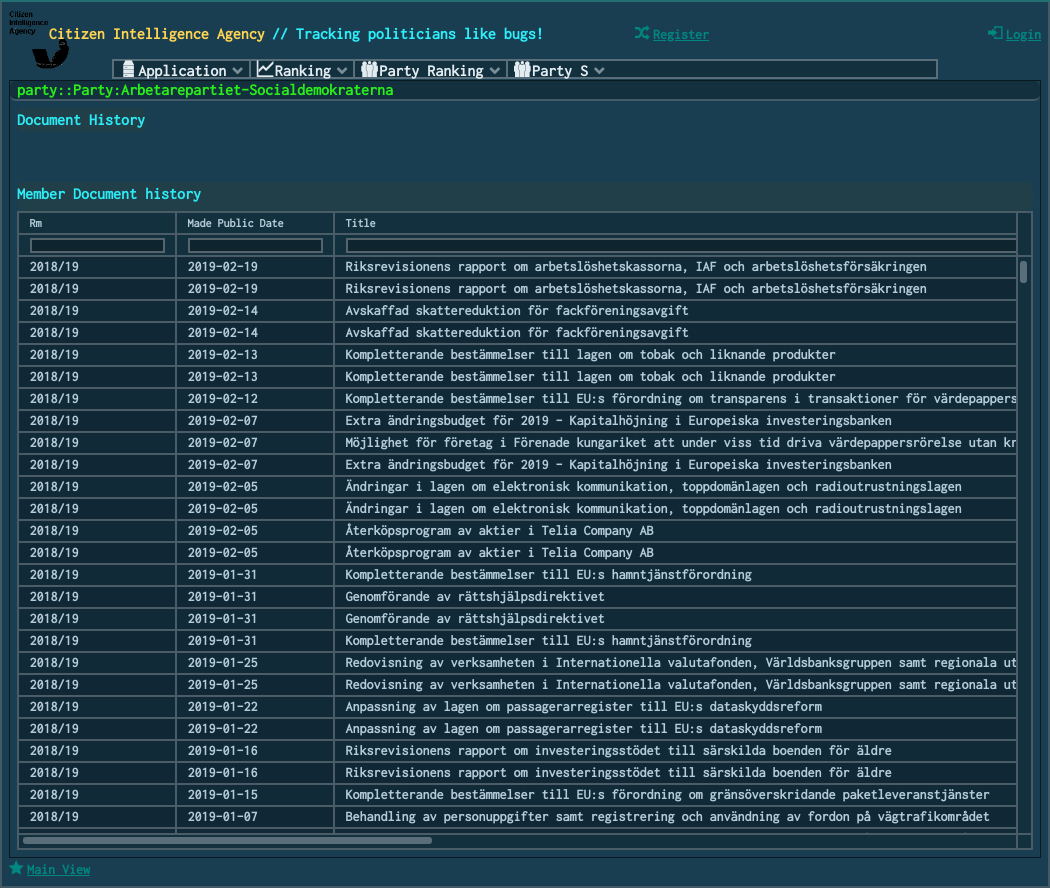 Citizen
Intelligence
Agency
Citizen Intelligence Agency // Tracking politicians like bugs!
Register
Login
Application Ranking Party Ranking Party S
party::Party:Arbetarepartiet-Socialdemokraterna
Document History
Member Document history
Rm Made Public Date Title
2018/19 2019-02-19 Riksrevisionens rapport om arbetslöshetskassorna, IAF och arbetslöshetsförsäkringen
2018/19 2019-02-19 Riksrevisionens rapport om arbetslöshetskassorna, IAF och arbetslöshetsförsäkringen
2018/19 2019-02-14 Avskaffad skattereduktion för fackföreningsavgift
2018/19 2019-02-14 Avskaffad skattereduktion för fackföreningsavgift
2018/19 2019-02-13 Kompletterande bestämmelser till lagen om tobak och liknande produkter
2018/19 2019-02-13 Kompletterande bestämmelser till lagen om tobak och liknande produkter
2018/19 2019-02-12 Kompletterande bestämmelser till EU:s förordning om transparens i transaktioner för värdepappers
2018/19 2019-02-07 Extra ändringsbudget för 2019 - Kapitalhöjning i Europeiska investeringsbanken
2018/19 2019-02-07 Möjlighet för företag i Förenade kungariket att under viss tid driva värdepappersrörelse utan kr
2018/19 2019-02-07 Extra ändringsbudget för 2019 - Kapitalhöjning i Europeiska investeringsbanken
2018/19 2019-02-05 Ändringar i lagen om elektronisk kommunikation, toppdomänlagen och radioutrustningslagen
2018/19 2019-02-05 Ändringar i lagen om elektronisk kommunikation, toppdomänlagen och radioutrustningslagen
2018/19 2019-02-05 Återköpsprogram av aktier i Telia Company AB
2018/19 2019-02-05 Återköpsprogram av aktier i Telia Company AB
2018/19 2019-01-31 Kompletterande bestämmelser till EU:s hamntjänstförordning
2018/19 2019-01-31 Genomförande av rättshjälpsdirektivet
2018/19 2019-01-31 Genomförande av rättshjälpsdirektivet
2018/19 2019-01-31 Kompletterande bestämmelser till EU:s hamntjänstförordning
2018/19 2019-01-25 Redovisning av verksamheten i Internationella valutafonden, Världsbanksgruppen samt regionala ut
2018/19 2019-01-25 Redovisning av verksamheten i Internationella valutafonden, Världsbanksgruppen samt regionala ut
2018/19 2019-01-22 Anpassning av lagen om passagerarregister till EU:s dataskyddsreform
2018/19 2019-01-22 Anpassning av lagen om passagerarregister till EU:s dataskyddsreform
2018/19 2019-01-16 Riksrevisionens rapport om investeringsstödet till särskilda boenden för äldre
2018/19 2019-01-16 Riksrevisionens rapport om investeringsstödet till särskilda boenden för äldre
2018/19 2019-01-15 Kompletterande bestämmelser till EU:s förordning om gränsöverskridande paketleveranstjänster
2018/19 2019-01-07 Behandling av personuppgifter samt registrering och användning av fordon på vägtrafikområdet
Main View